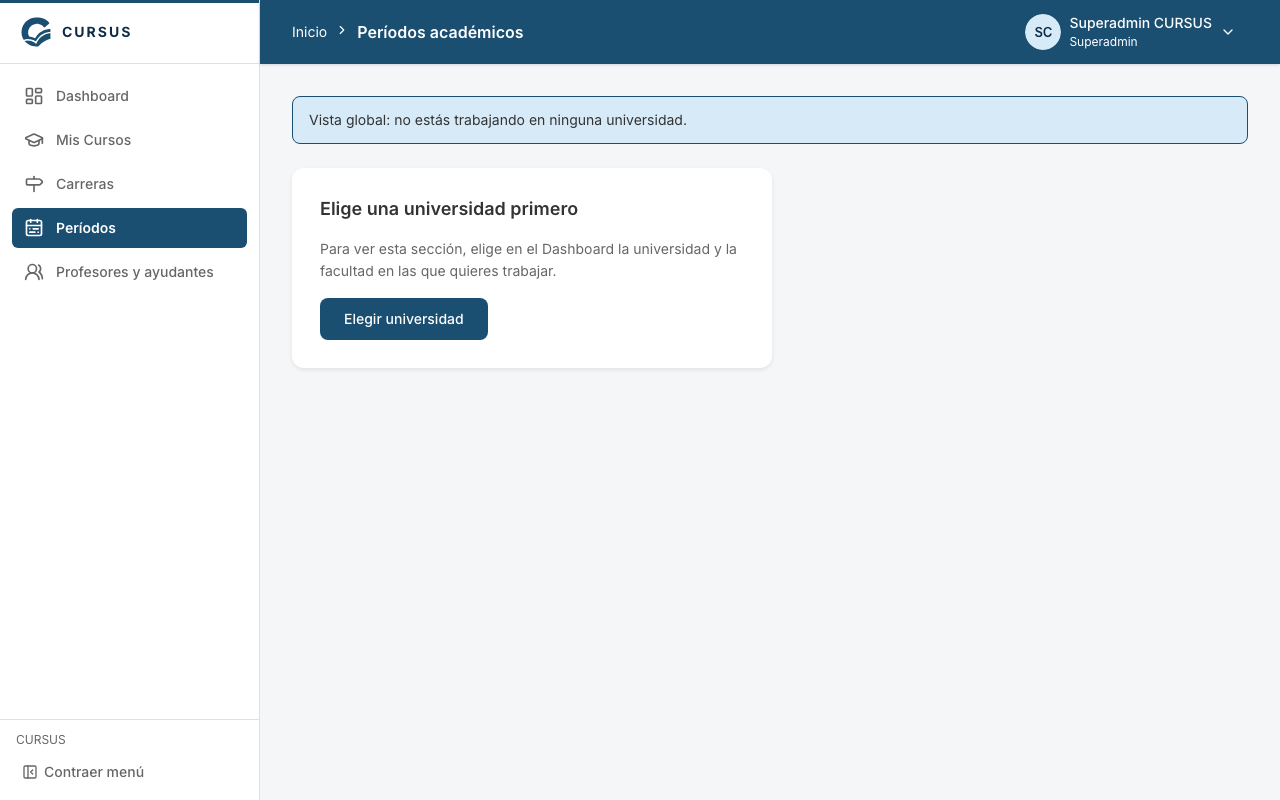 CURSUS
Inicio
Períodos académicos
SC
Superadmin CURSUS
Superadmin
Dashboard
Mis Cursos
Carreras
Períodos
Profesores y ayudantes
Vista global: no estás trabajando en ninguna universidad.
Elige una universidad primero
Para ver esta sección, elige en el Dashboard la universidad y la
facultad en las que quieres trabajar.
Elegir universidad
CURSUS
Contraer menú